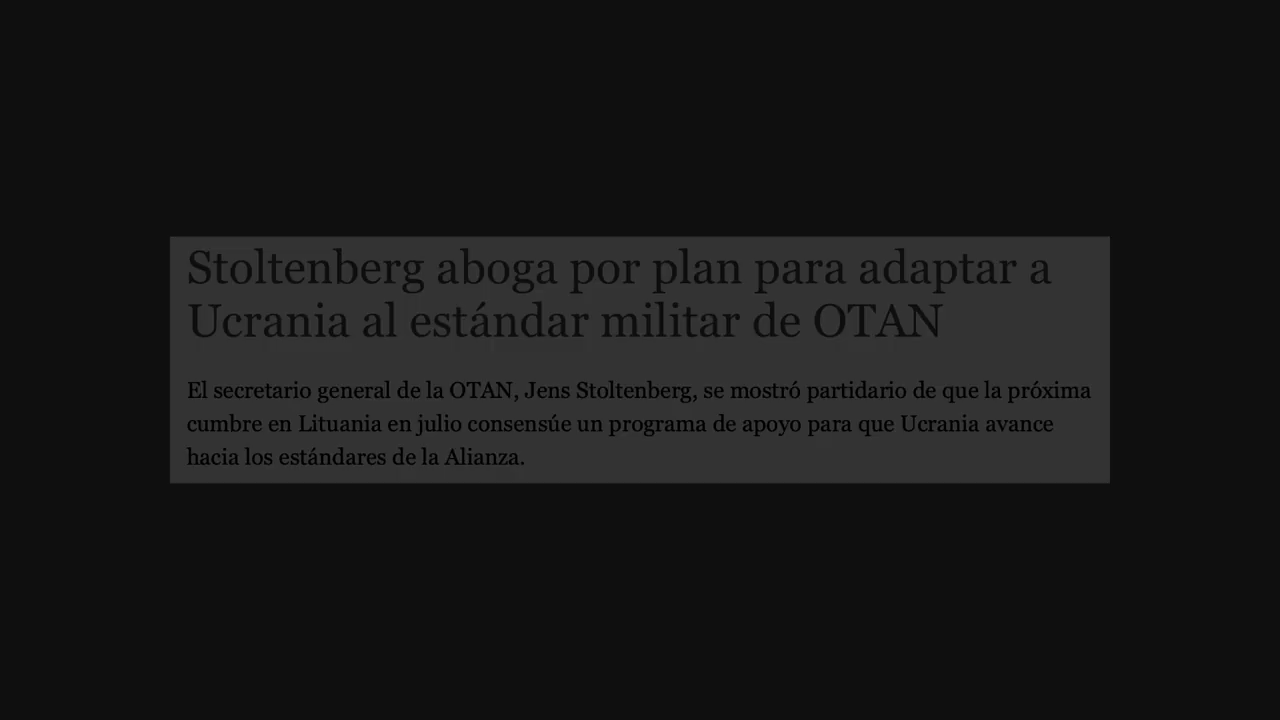 Stoltenberg aboga por plan para adaptar a
Ucrania al estándar militar de OTAN
El secretario general de la OTAN, Jens Stoltenberg, se mostró partidario de que la próxima
cumbre en Lituania en julio consensúe un programa de apoyo para que Ucrania avance
hacia los estándares de la Alianza.